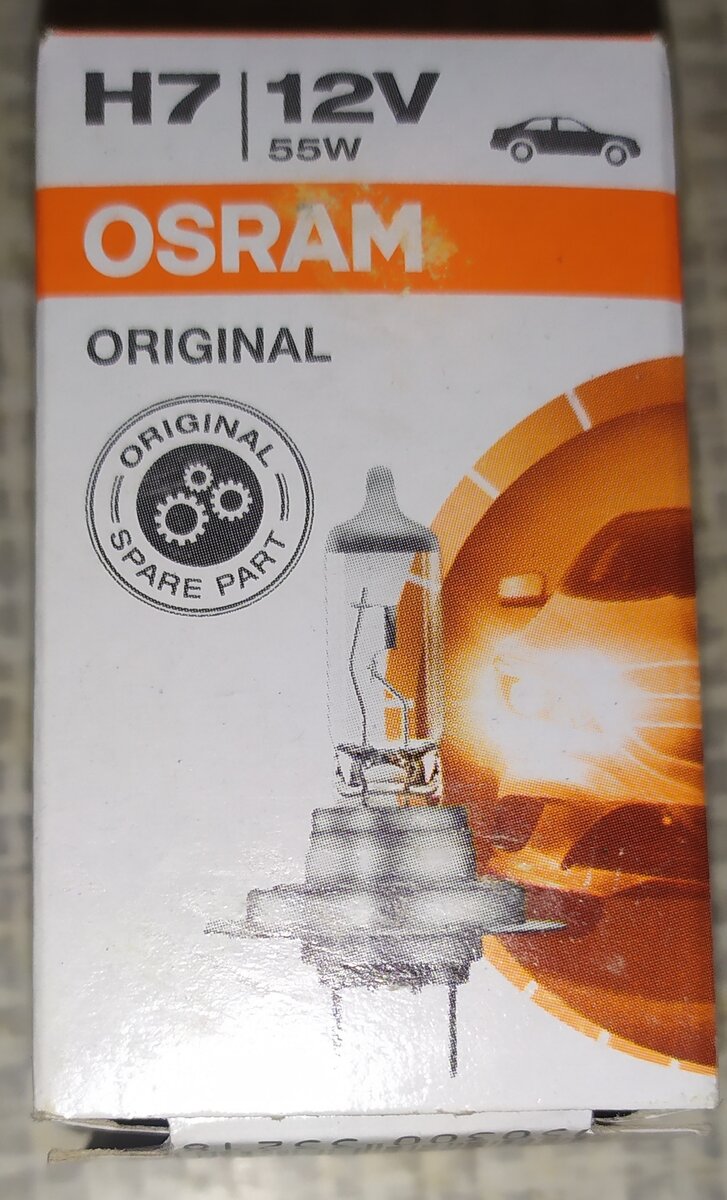 H7 | 12V
55W
OSRAM
ORIGINAL
ORIGINAL
SPARE PART